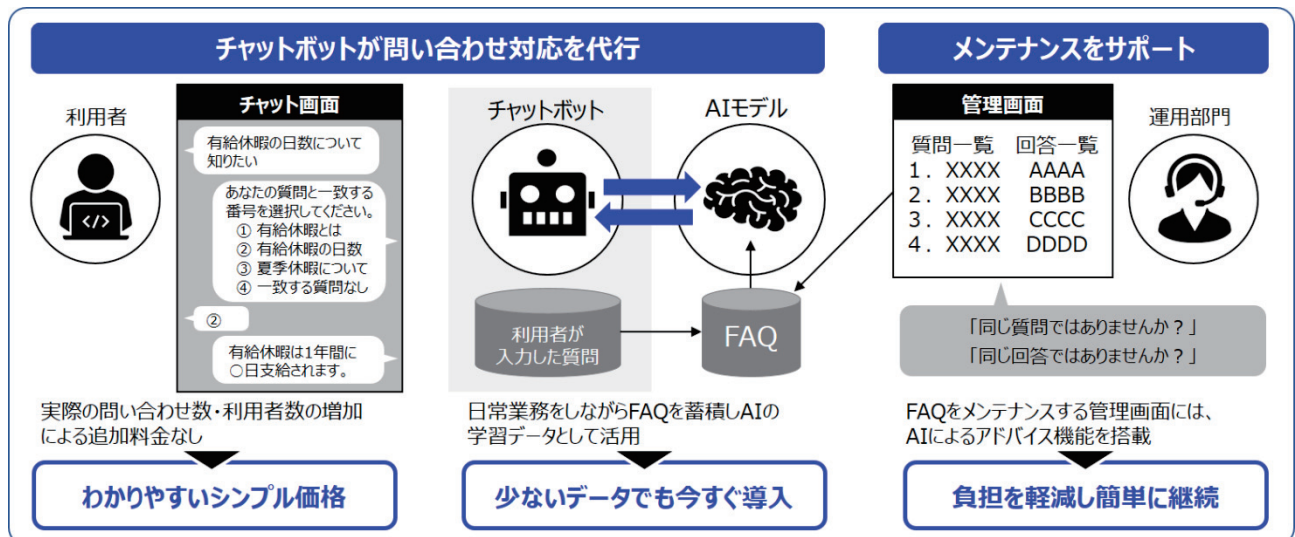 チャットボットが問い合わせ対応を代行
利用者
チャット画面
有給休暇の日数について
知りたい
あなたの質問と一致する
番号を選択してください。
① 有給休暇とは
② 有給休暇の日数
③ 夏季休暇について
④ 一致する質問なし
②
有給休暇は1年間に
○日支給されます。
実際の問い合わせ数・利用者数の増加
による追加料金なし
わかりやすいシンプル価格
チャットボット
AIモデル
利用者が
入力した質問
FAQ
日常業務をしながらFAQを蓄積しAIの
学習データとして活用
少ないデータでも今すぐ導入
メンテナンスをサポート
管理画面
運用部門
質問一覧 回答一覧
1. XXXX AAAA
2. XXXX BBBB
3. XXXX CCCC
4. XXXX DDDD
「同じ質問ではありませんか？」
「同じ回答ではありませんか？」
FAQをメンテナンスする管理画面には、
AIによるアドバイス機能を搭載
負担を軽減し簡単に継続